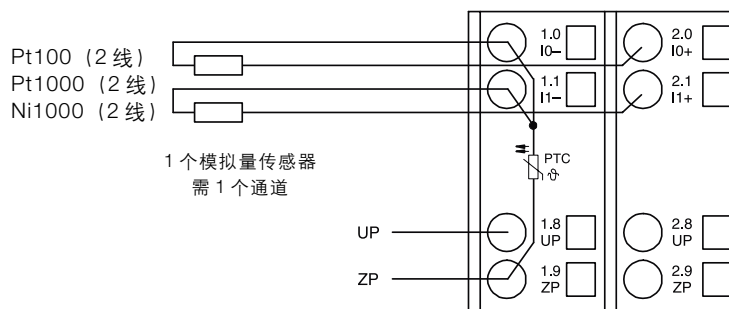 Pt100（2 线）
Pt1000（2 线）
Ni1000（2 线）
1 个模拟量传感器
需 1 个通道
UP
ZP
1.0
I0–
2.0
I0+
1.1
I1–
2.1
I1+
PTC
ϑ
1.8
UP
2.8
UP
1.9
ZP
2.9
ZP